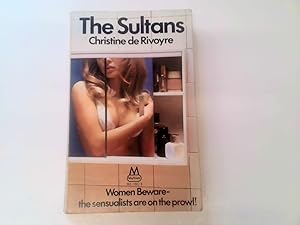 The Sultans
Christine de Rivoyre
Women Beware-
the sensualists are on the prowl!